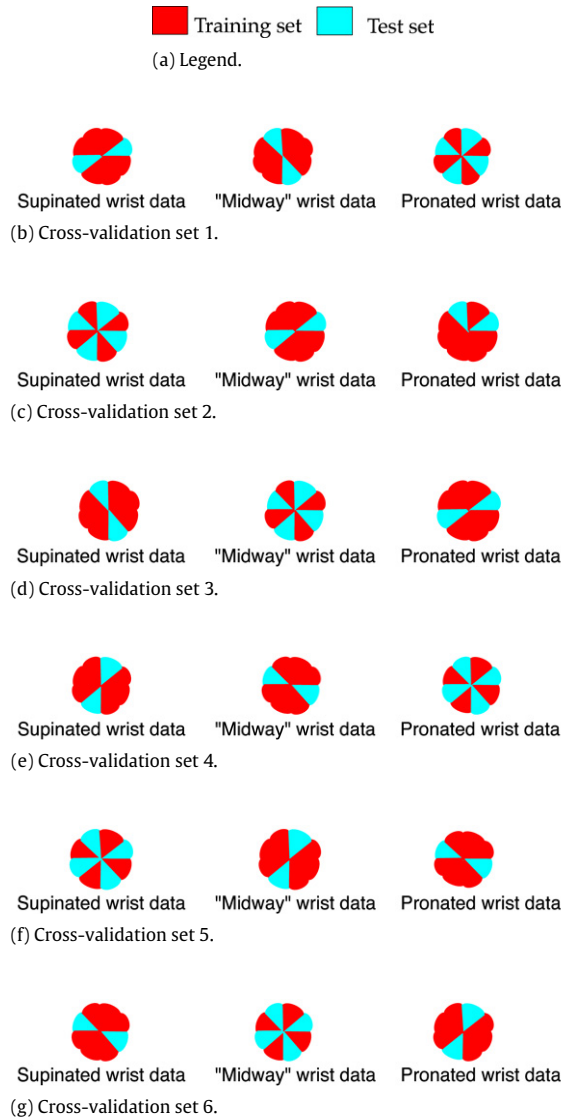 Training set Test set
(a) Legend.
Supinated wrist data "Midway" wrist data Pronated wrist data
(b) Cross-validation set 1.
Supinated wrist data "Midway" wrist data Pronated wrist data
(c) Cross-validation set 2.
Supinated wrist data "Midway" wrist data Pronated wrist data
(d) Cross-validation set 3.
Supinated wrist data "Midway" wrist data Pronated wrist data
(e) Cross-validation set 4.
Supinated wrist data "Midway" wrist data Pronated wrist data
(f) Cross-validation set 5.
Supinated wrist data "Midway" wrist data Pronated wrist data
(g) Cross-validation set 6.